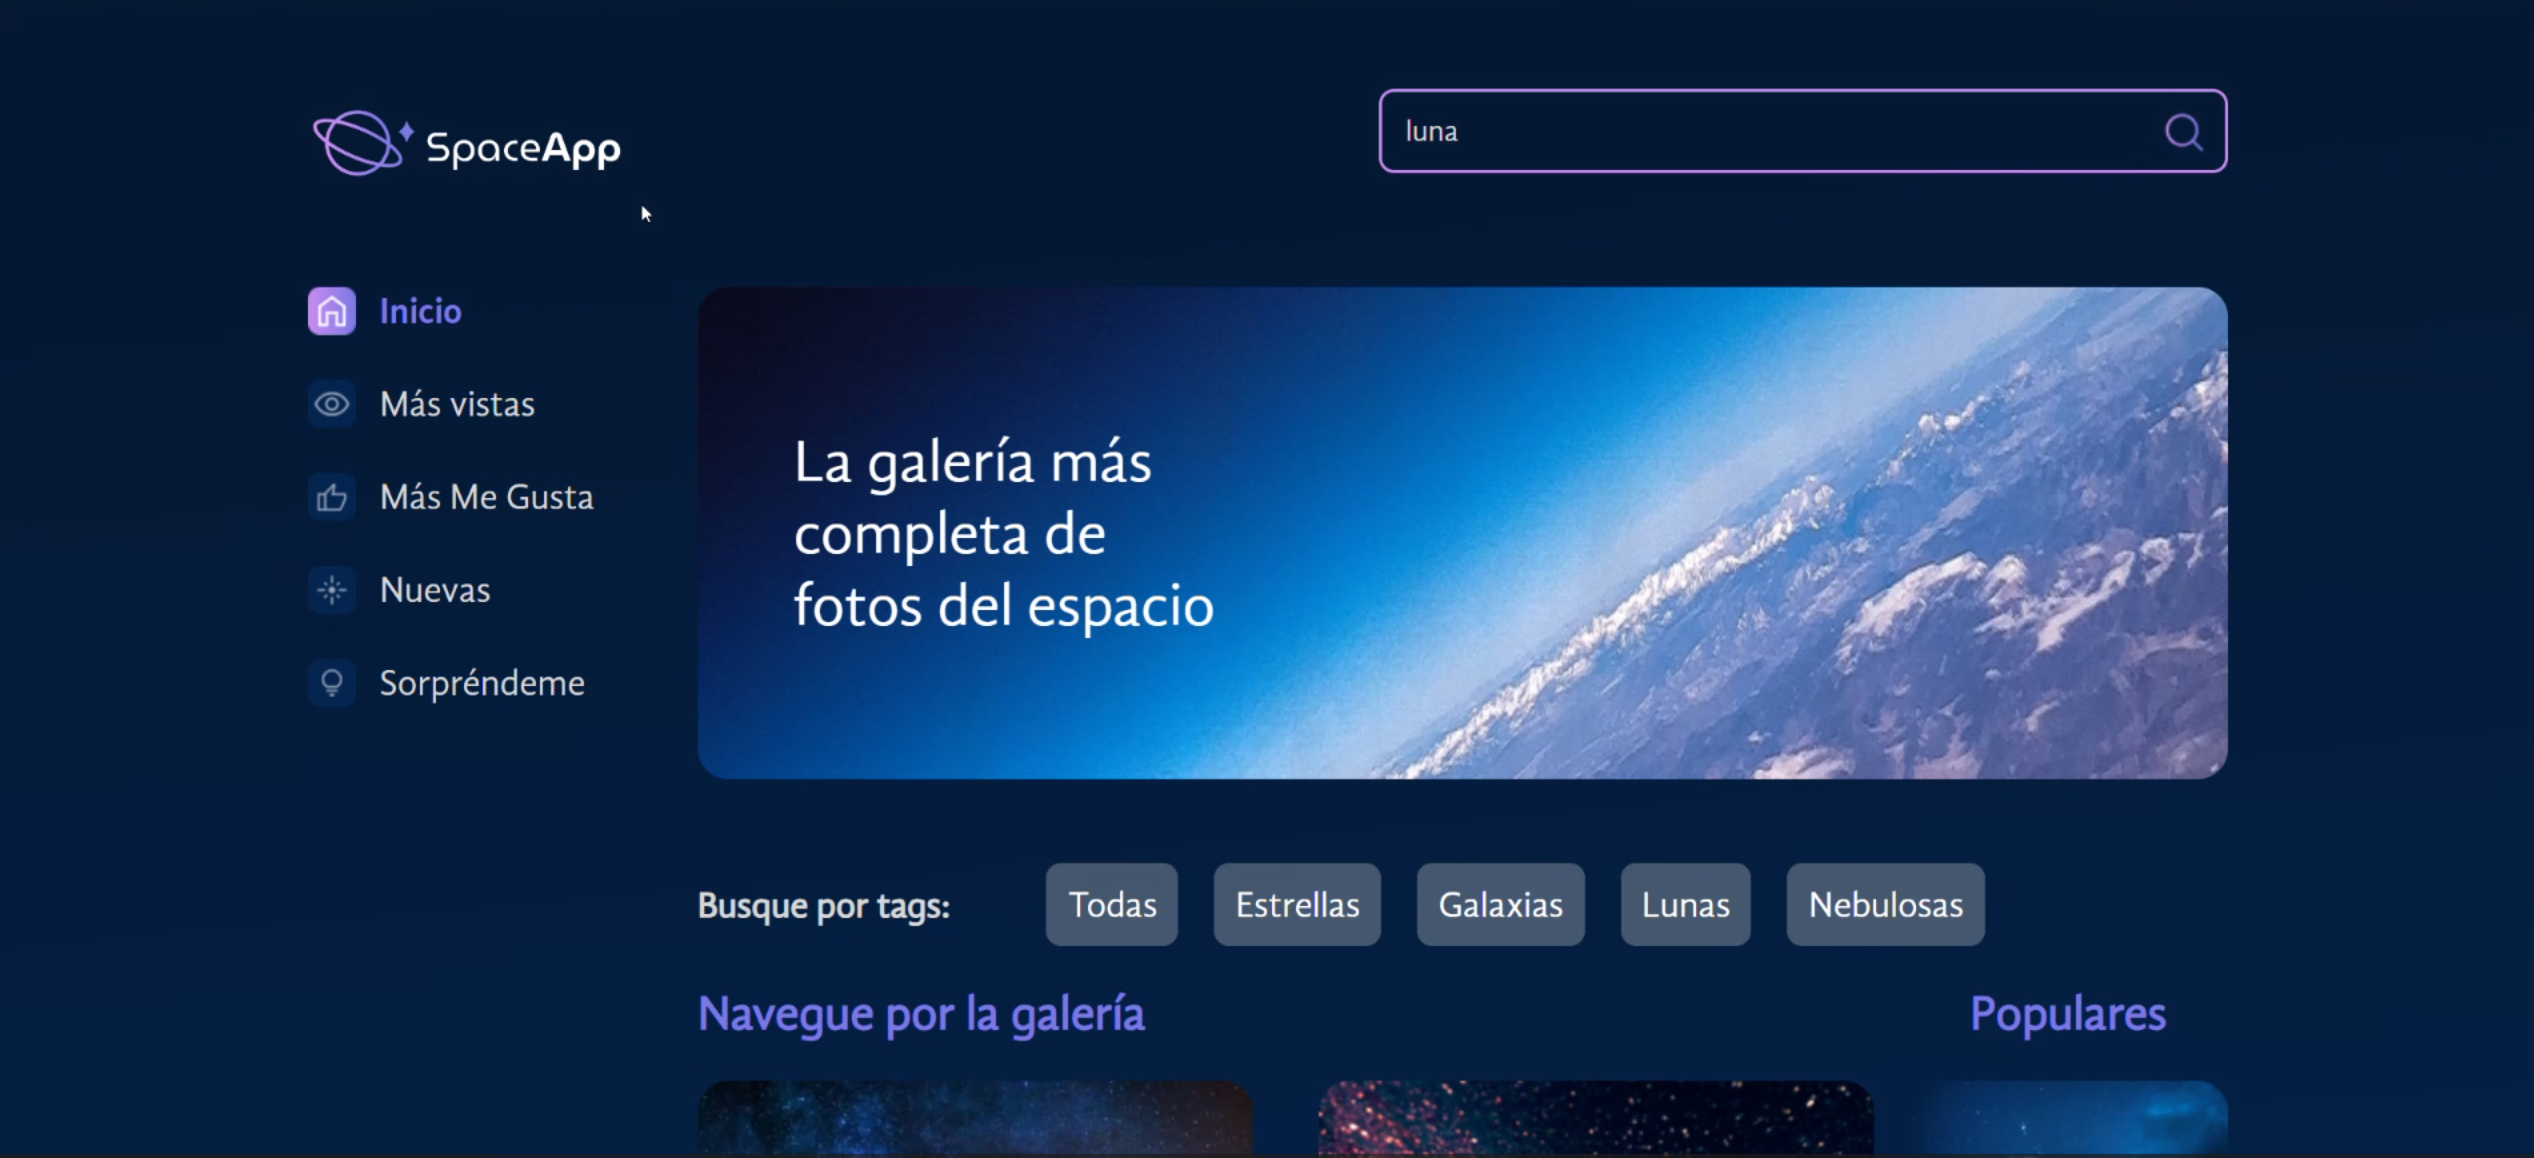 SpaceApp
luna
Inicio
Más vistas
Más Me Gusta
Nuevas
Sorpréndeme
La galería más
completa de
fotos del espacio
Busque por tags:
Todas
Estrellas
Galaxias
Lunas
Nebulosas
Navegue por la galería
Populares